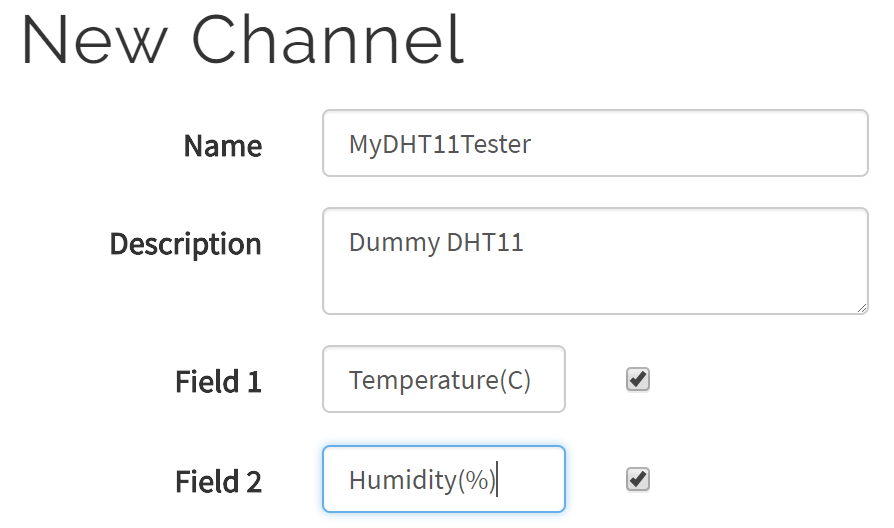 New Channel
Name MyDHT11Tester
Description Dummy DHT11
Field 1 Temperature(C)
Field 2 Humidity(%)